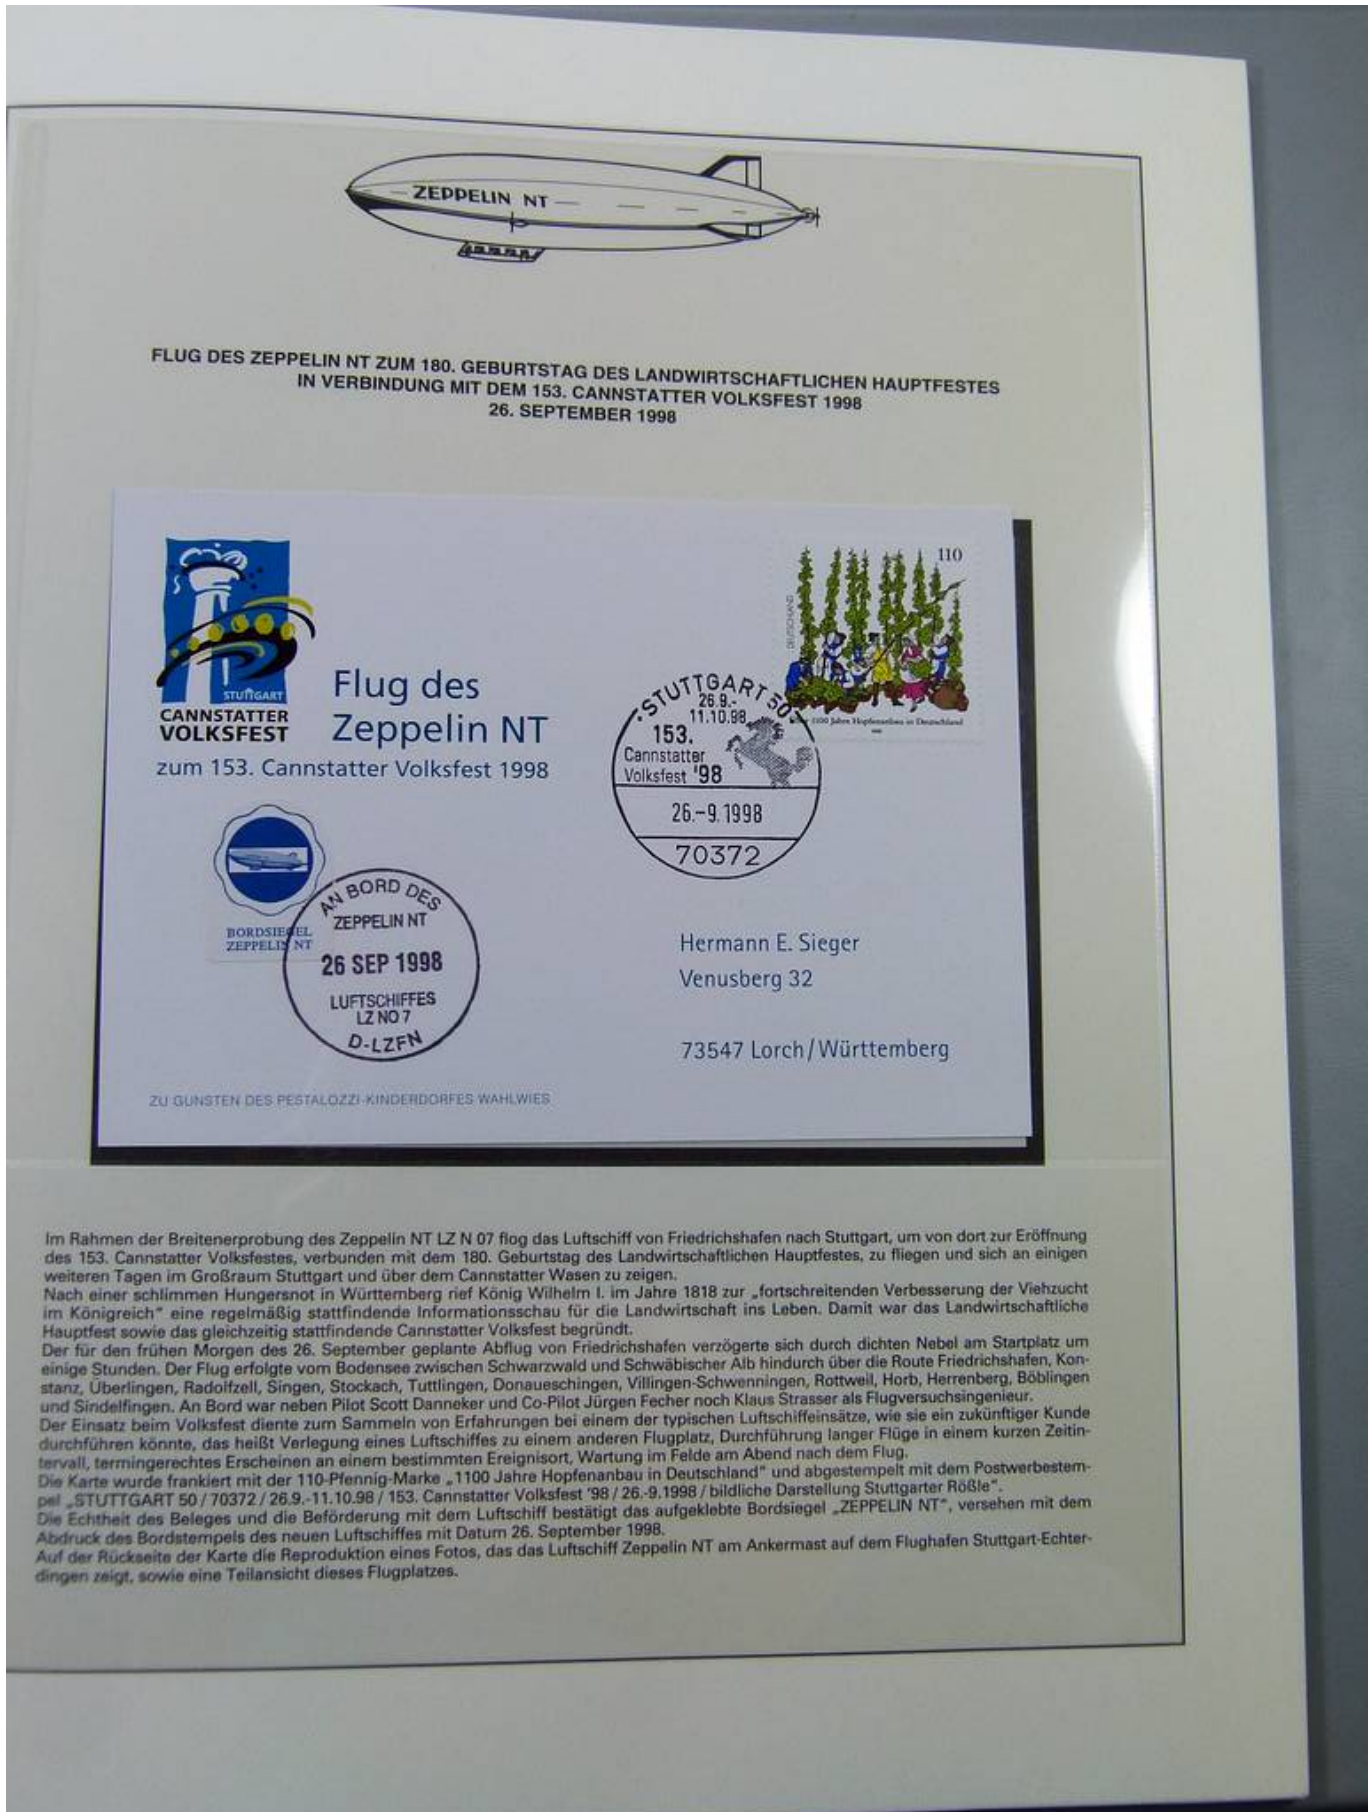 ZEPPELIN NT
FLUG DES ZEPPELIN NT ZUM 180. GEBURTSTAG DES LANDWIRTSCHAFTLICHEN HAUPTFESTES
IN VERBINDUNG MIT DEM 153. CANNSTATTER VOLKSFEST 1998
26. SEPTEMBER 1998
STUTTGART
CANNSTATTER
VOLKSFEST
Flug des
Zeppelin NT
zum 153. Cannstatter Volksfest 1998
110
DEUTSCHLAND
1100 Jahre Hopfenanbau in Deutschland
1998
STUTTGART 50
26.9.-
11.10.98
153.
Cannstatter
Volksfest '98
26.-9.1998
70372
BORDSIEGEL
ZEPPELIN NT
AN BORD DES
ZEPPELIN NT
26 SEP 1998
LUFTSCHIFFES
LZ NO 7
D-LZFN
Hermann E. Sieger
Venusberg 32
73547 Lorch/Württemberg
ZU GUNSTEN DES PESTALOZZI-KINDERDORFES WAHLWIES
Im Rahmen der Breitenerprobung des Zeppelin NT LZ N 07 flog das Luftschiff von Friedrichshafen nach Stuttgart, um von dort zur Eröffnung
des 153. Cannstatter Volksfestes, verbunden mit dem 180. Geburtstag des Landwirtschaftlichen Hauptfestes, zu fliegen und sich an einigen
weiteren Tagen im Großraum Stuttgart und über dem Cannstatter Wasen zu zeigen.
Nach einer schlimmen Hungersnot in Württemberg rief König Wilhelm I. im Jahre 1818 zur „fortschreitenden Verbesserung der Viehzucht
im Königreich“ eine regelmäßig stattfindende Informationsschau für die Landwirtschaft ins Leben. Damit war das Landwirtschaftliche
Hauptfest sowie das gleichzeitig stattfindende Cannstatter Volksfest begründt.
Der für den frühen Morgen des 26. September geplante Abflug von Friedrichshafen verzögerte sich durch dichten Nebel am Startplatz um
einige Stunden. Der Flug erfolgte vom Bodensee zwischen Schwarzwald und Schwäbischer Alb hindurch über die Route Friedrichshafen, Kon-
stanz, Überlingen, Radolfzell, Singen, Stockach, Tuttlingen, Donaueschingen, Villingen-Schwenningen, Rottweil, Horb, Herrenberg, Böblingen
und Sindelfingen. An Bord war neben Pilot Scott Danneker und Co-Pilot Jürgen Fecher noch Klaus Strasser als Flugversuchsingenieur.
Der Einsatz beim Volksfest diente zum Sammeln von Erfahrungen bei einem der typischen Luftschiffeinsätze, wie sie ein zukünftiger Kunde
durchführen könnte, das heißt Verlegung eines Luftschiffes zu einem anderen Flugplatz, Durchführung langer Flüge in einem kurzen Zeitin-
tervall, termingerechtes Erscheinen an einem bestimmten Ereignisort, Wartung im Felde am Abend nach dem Flug.
Die Karte wurde frankiert mit der 110-Pfennig-Marke „1100 Jahre Hopfenanbau in Deutschland“ und abgestempelt mit dem Postwerbestem-
pel „STUTTGART 50 / 70372 / 26.9.-11.10.98 / 153. Cannstatter Volksfest '98 / 26.-9.1998 / bildliche Darstellung Stuttgarter Rößle“.
Die Echtheit des Beleges und die Beförderung mit dem Luftschiff bestätigt das aufgeklebte Bordsiegel „ZEPPELIN NT“, versehen mit dem
Abdruck des Bordstempels des neuen Luftschiffes mit Datum 26. September 1998.
Auf der Rückseite der Karte die Reproduktion eines Fotos, das das Luftschiff Zeppelin NT am Ankermast auf dem Flughafen Stuttgart-Echter-
dingen zeigt, sowie eine Teilansicht dieses Flugplatzes.